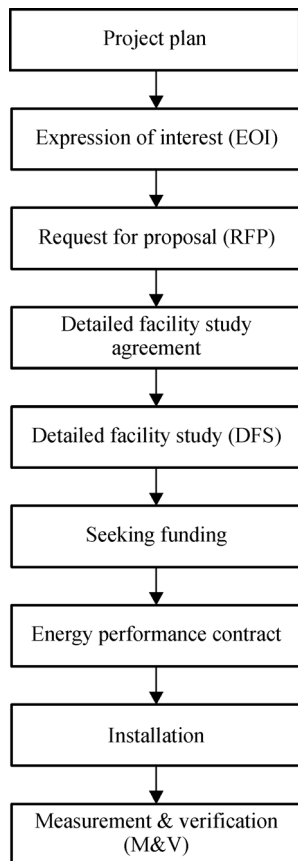 Project plan
Expression of interest (EOI)
Request for proposal (RFP)
Detailed facility study
agreement
Detailed facility study (DFS)
Seeking funding
Energy performance contract
Installation
Measurement & verification
(M&V)